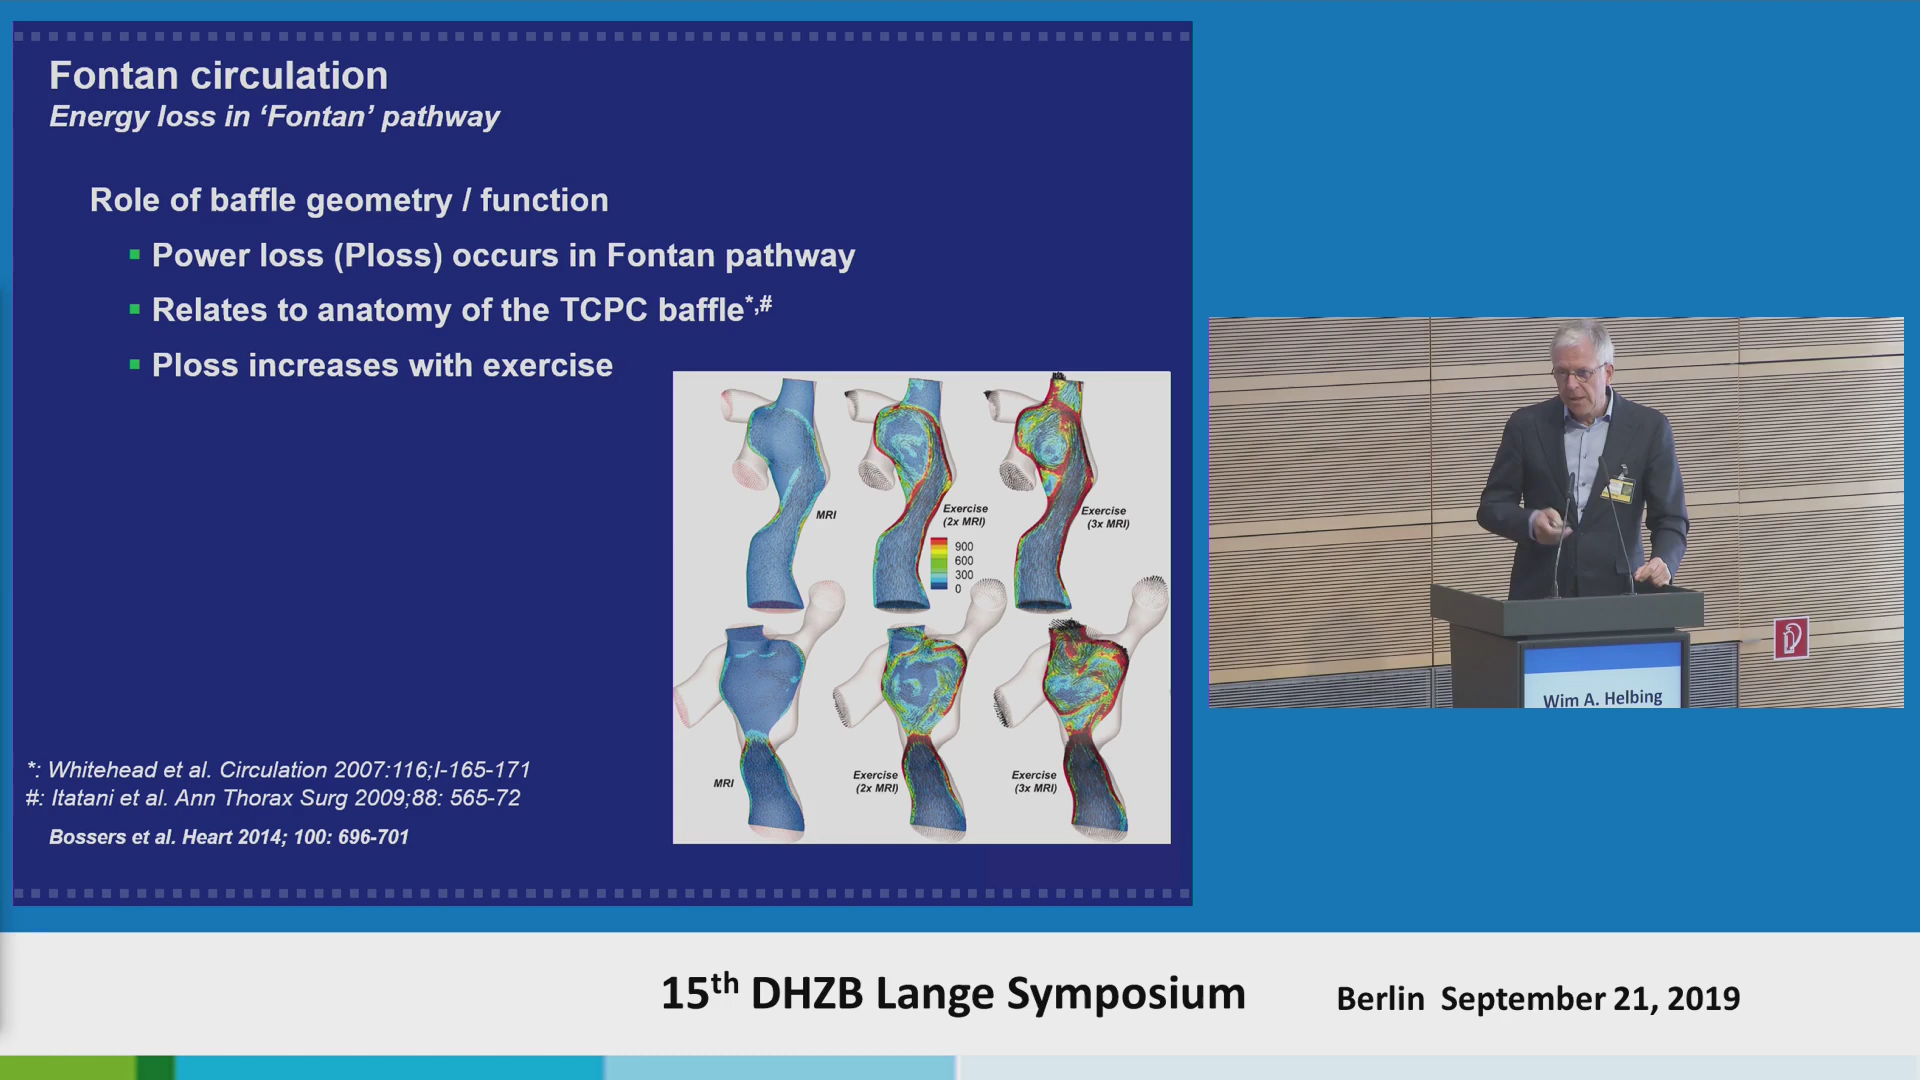 Fontan circulation
Energy loss in ‘Fontan’ pathway
Role of baffle geometry / function
Power loss (Ploss) occurs in Fontan pathway
Relates to anatomy of the TCPC baffle*,#
Ploss increases with exercise
MRI
Exercise
(2x MRI)
Exercise
(3x MRI)
900
600
300
0
MRI
Exercise
(2x MRI)
Exercise
(3x MRI)
*: Whitehead et al. Circulation 2007:116;I-165-171
#: Itatani et al. Ann Thorax Surg 2009;88: 565-72
Bossers et al. Heart 2014; 100: 696-701
Wim A. Helbing
15th DHZB Lange Symposium
Berlin September 21, 2019